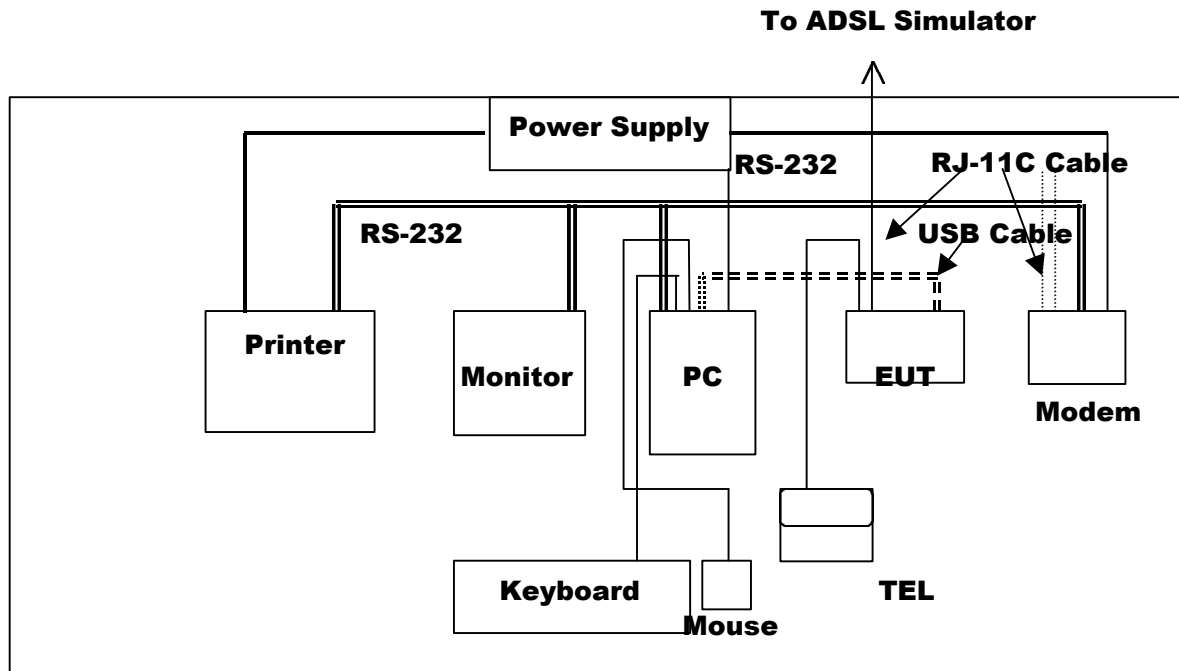 To ADSL Simulator
Power Supply
RS-232
RJ-11C Cable
RS-232
USB Cable
Printer
Monitor
PC
EUT
Modem
Keyboard
TEL
Mouse